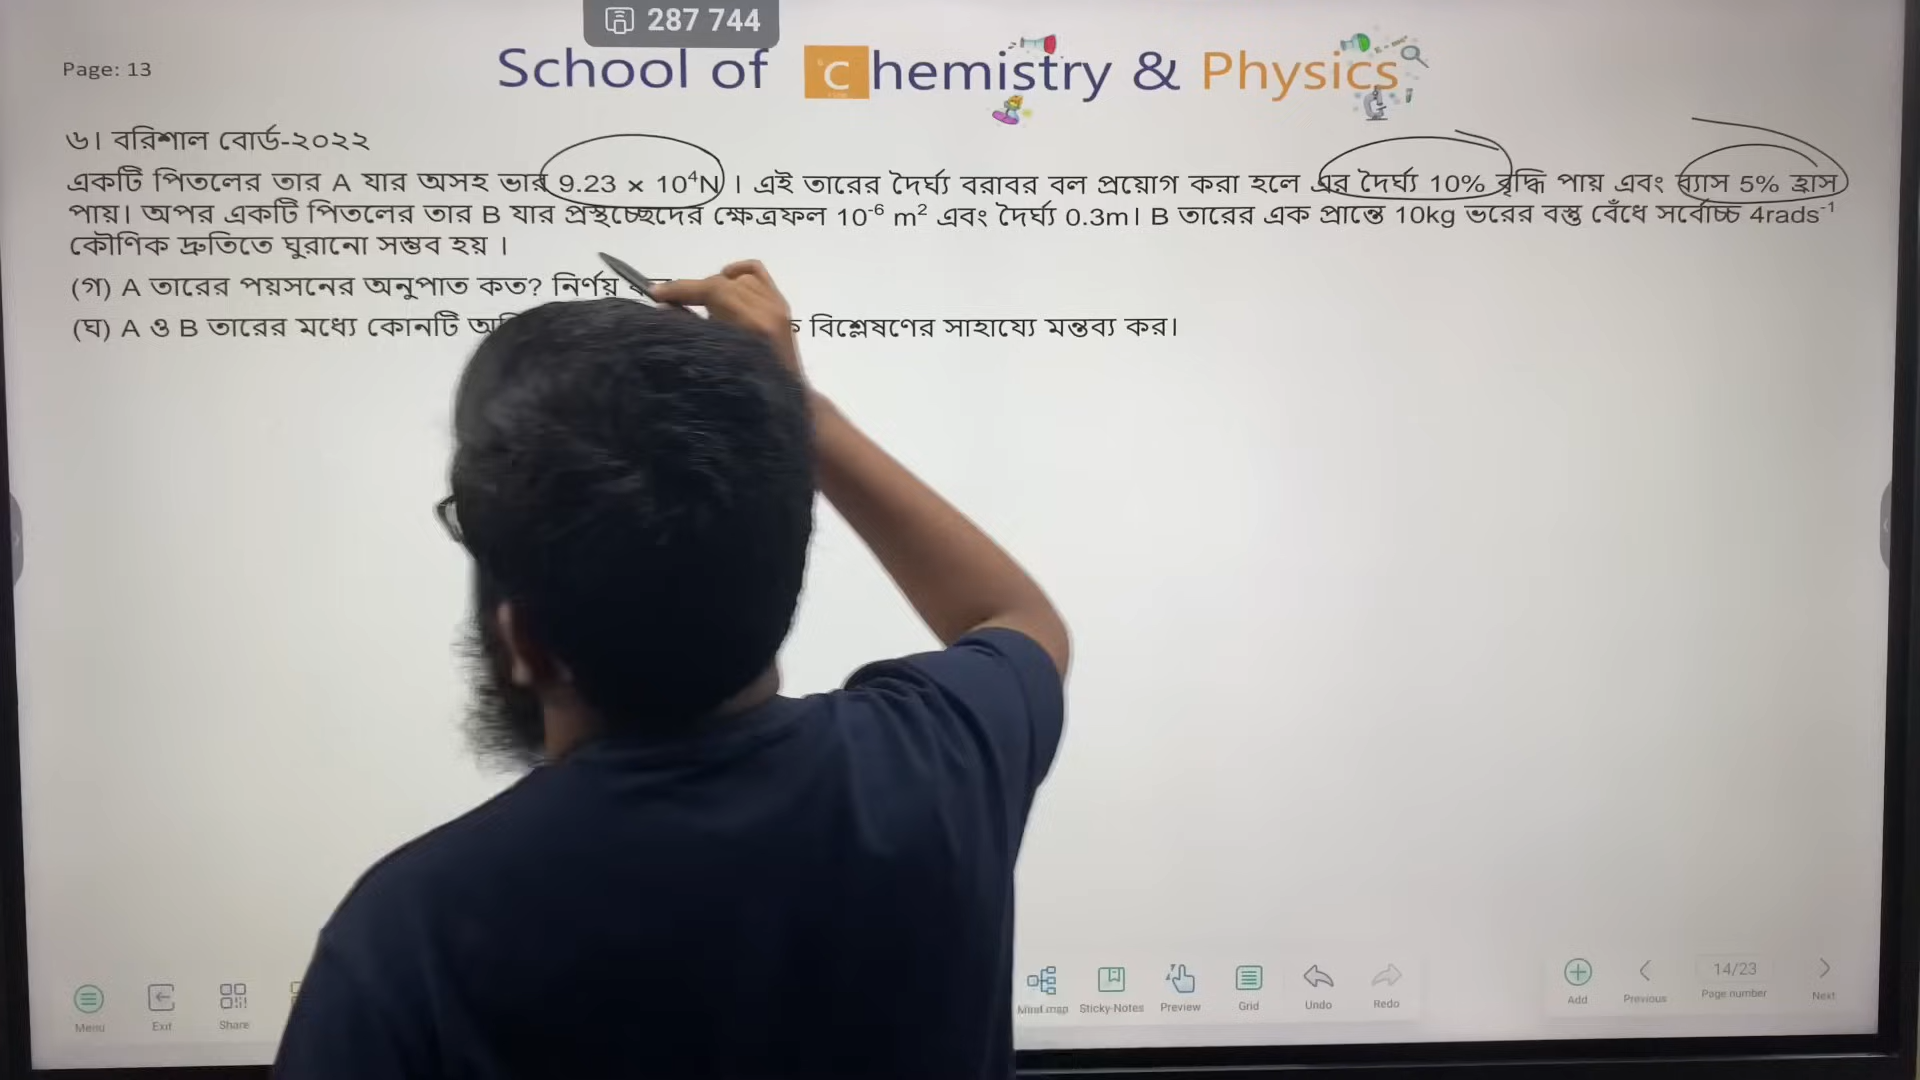 287 744
Page: 13
School of Chemistry & Physics
৬। বরিশাল বোর্ড-২০২২
একটি পিতলের তার A যার অসহ ভার 9.23 × 10⁴N । এই তারের দৈর্ঘ্য বরাবর বল প্রয়োগ করা হলে এর দৈর্ঘ্য 10% বৃদ্ধি পায় এবং ব্যাস 5% হ্রাস
পায়। অপর একটি পিতলের তার B যার প্রস্থচ্ছেদের ক্ষেত্রফল 10⁻⁶ m² এবং দৈর্ঘ্য 0.3m। B তারের এক প্রান্তে 10kg ভরের বস্তু বেঁধে সর্বোচ্চ 4rads⁻¹
কৌণিক দ্রুতিতে ঘুরানো সম্ভব হয় ।
(গ) A তারের পয়সনের অনুপাত কত? নির্ণয়
(ঘ) A ও B তারের মধ্যে কোনটি বিশ্লেষণের সাহায্যে মন্তব্য কর।
Menu Exit Share Mind map Sticky-Notes Preview Grid Undo Redo Add Previous 14/23 Page number Next